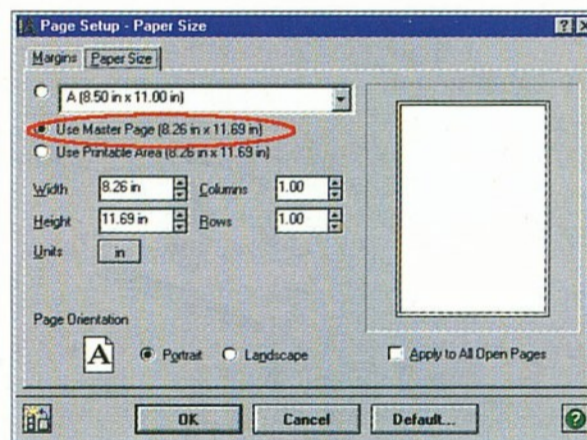 Page Setup - Paper Size
Margins Paper Size
A (8.50 in x 11.00 in)
Use Master Page (8.26 in x 11.69 in)
Use Printable Area (8.26 in x 11.69 in)
Width 8.26 in Columns 1.00
Height 11.69 in Rows 1.00
Units in
Page Orientation
A Portrait Landscape Apply to All Open Pages
OK Cancel Default...